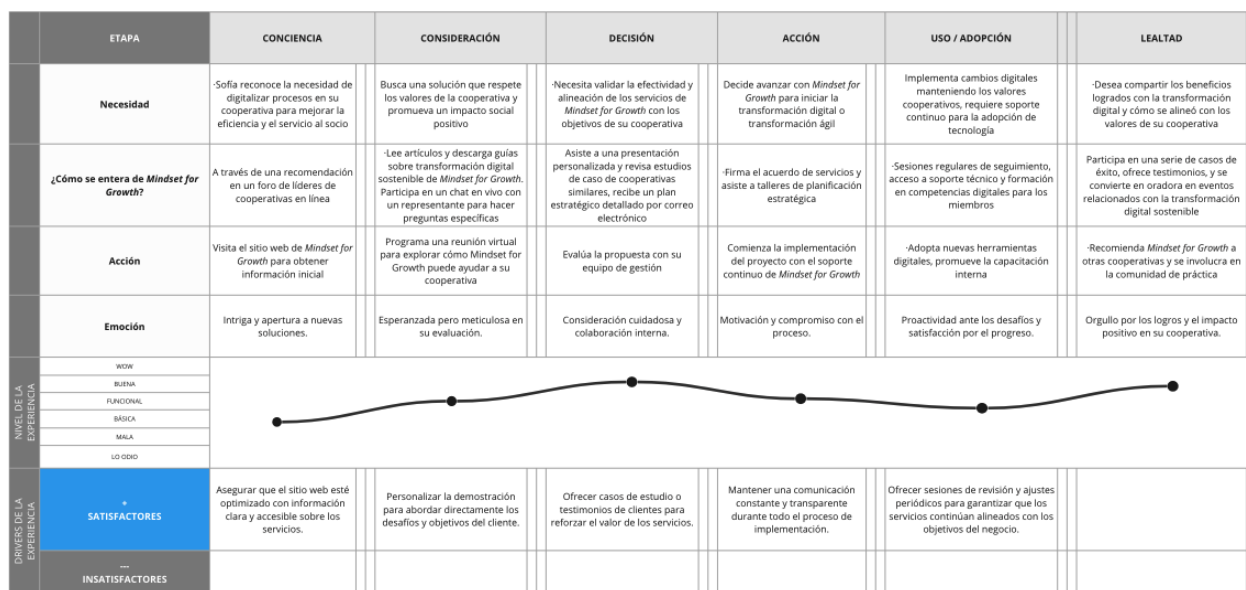 ETAPA
CONCIENCIA
CONSIDERACIÓN
DECISIÓN
ACCIÓN
USO / ADOPCIÓN
LEALTAD
Necesidad
·Sofía reconoce la necesidad de
digitalizar procesos en su
cooperativa para mejorar la
eficiencia y el servicio al socio
Busca una solución que respete
los valores de la cooperativa y
promueva un impacto social
positivo
·Necesita validar la efectividad y
alineación de los servicios de
Mindset for Growth con los
objetivos de su cooperativa
Decide avanzar con Mindset for
Growth para iniciar la
transformación digital o
transformación ágil
Implementa cambios digitales
manteniendo los valores
cooperativos, requiere soporte
continuo para la adopción de
tecnología
·Desea compartir los beneficios
logrados con la transformación
digital y cómo se alineó con los
valores de su cooperativa
¿Cómo se entera de Mindset for
Growth?
A través de una recomendación
en un foro de líderes de
cooperativas en línea
·Lee artículos y descarga guías
sobre transformación digital
sostenible de Mindset for Growth.
Participa en un chat en vivo con
un representante para hacer
preguntas específicas
Asiste a una presentación
personalizada y revisa estudios
de caso de cooperativas
similares, recibe un plan
estratégico detallado por correo
electrónico
·Firma el acuerdo de servicios y
asiste a talleres de planificación
estratégica
·Sesiones regulares de seguimiento,
acceso a soporte técnico y formación
en competencias digitales para los
miembros
Participa en una serie de casos de
éxito, ofrece testimonios, y se
convierte en oradora en eventos
relacionados con la transformación
digital sostenible
Acción
Visita el sitio web de Mindset for
Growth para obtener
información inicial
Programa una reunión virtual
para explorar cómo Mindset for
Growth puede ayudar a su
cooperativa
Evalúa la propuesta con su
equipo de gestión
Comienza la implementación
del proyecto con el soporte
continuo de Mindset for Growth
·Adopta nuevas herramientas
digitales, promueve la capacitación
interna
·Recomienda Mindset for Growth a
otras cooperativas y se involucra en
la comunidad de práctica
Emoción
Intriga y apertura a nuevas
soluciones.
Esperanzada pero meticulosa en
su evaluación.
Consideración cuidadosa y
colaboración interna.
Motivación y compromiso con el
proceso.
Proactividad ante los desafíos y
satisfacción por el progreso.
Orgullo por los logros y el impacto
positivo en su cooperativa.
NIVEL DE LA
EXPERIENCIA
WOW
BUENA
FUNCIONAL
BÁSICA
MALA
LO ODIO
DRIVERS DE LA
EXPERIENCIA
+
SATISFACTORES
Asegurar que el sitio web esté
optimizado con información
clara y accesible sobre los
servicios.
Personalizar la demostración
para abordar directamente los
desafíos y objetivos del cliente.
Ofrecer casos de estudio o
testimonios de clientes para
reforzar el valor de los servicios.
Mantener una comunicación
constante y transparente
durante todo el proceso de
implementación.
Ofrecer sesiones de revisión y ajustes
periódicos para garantizar que los
servicios continúan alineados con los
objetivos del negocio.
---
INSATISFACTORES